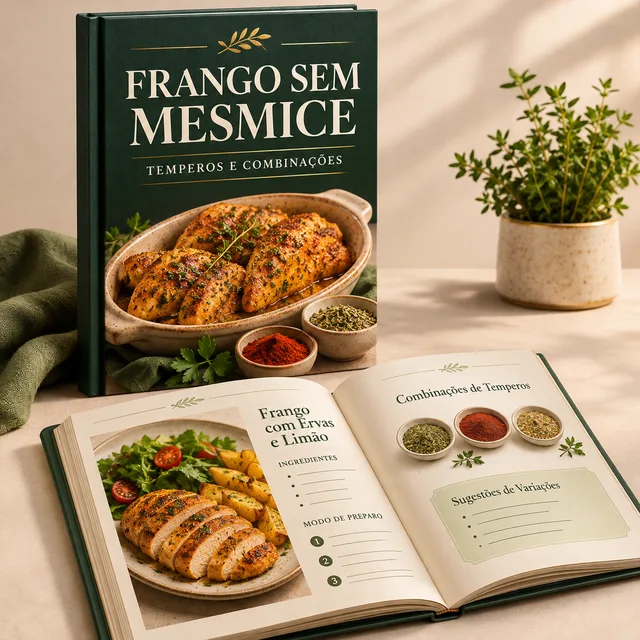 FRANGO SEM
MESMICE
TEMPEROS E COMBINAÇÕES
Frango
com Ervas
e Limão
INGREDIENTES
MODO DE PREPARO
1
2
3
Combinações de Temperos
Sugestões de Variações